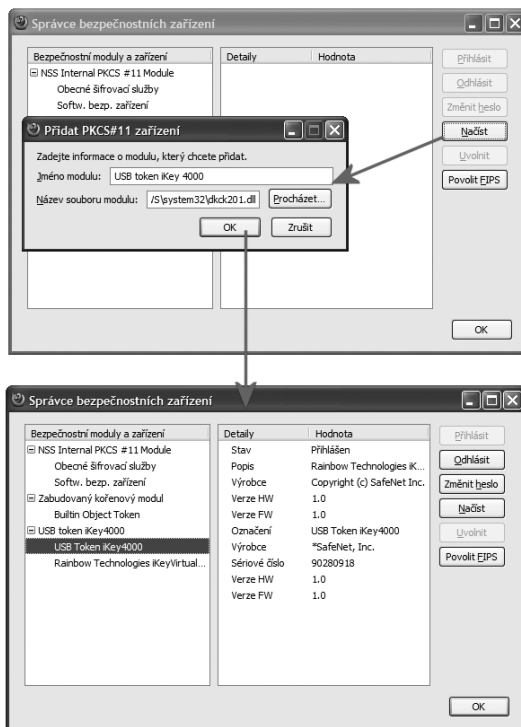 Správce bezpečnostních zařízení
Bezpečnostní moduly a zařízení
Detaily Hodnota
NSS Internal PKCS #11 Module
Obecné šifrovací služby
Softw. bezp. zařízení
Přihlásit
Odhlásit
Změnit heslo
Načíst
Uvolnit
Povolit FIPS
Přidat PKCS#11 zařízení
Zadejte informace o modulu, který chcete přidat.
Jméno modulu: USB token iKey 4000
Název souboru modulu: /S\system32\dkck201.dll Procházet...
OK Zrušit
OK
Správce bezpečnostních zařízení
Bezpečnostní moduly a zařízení
NSS Internal PKCS #11 Module
Obecné šifrovací služby
Softw. bezp. zařízení
Zabudovaný kořenový modul
Builtin Object Token
USB token iKey4000
USB Token iKey4000
Rainbow Technologies iKeyVirtual...
Detaily Hodnota
Stav Přihlášen
Popis Rainbow Technologies iK...
Výrobce Copyright (c) SafeNet Inc.
Verze HW 1.0
Verze FW 1.0
Označení USB Token iKey4000
Výrobce *SafeNet, Inc.
Sériové číslo 90280918
Verze HW 1.0
Verze FW 1.0
Přihlásit
Odhlásit
Změnit heslo
Načíst
Uvolnit
Povolit FIPS
OK